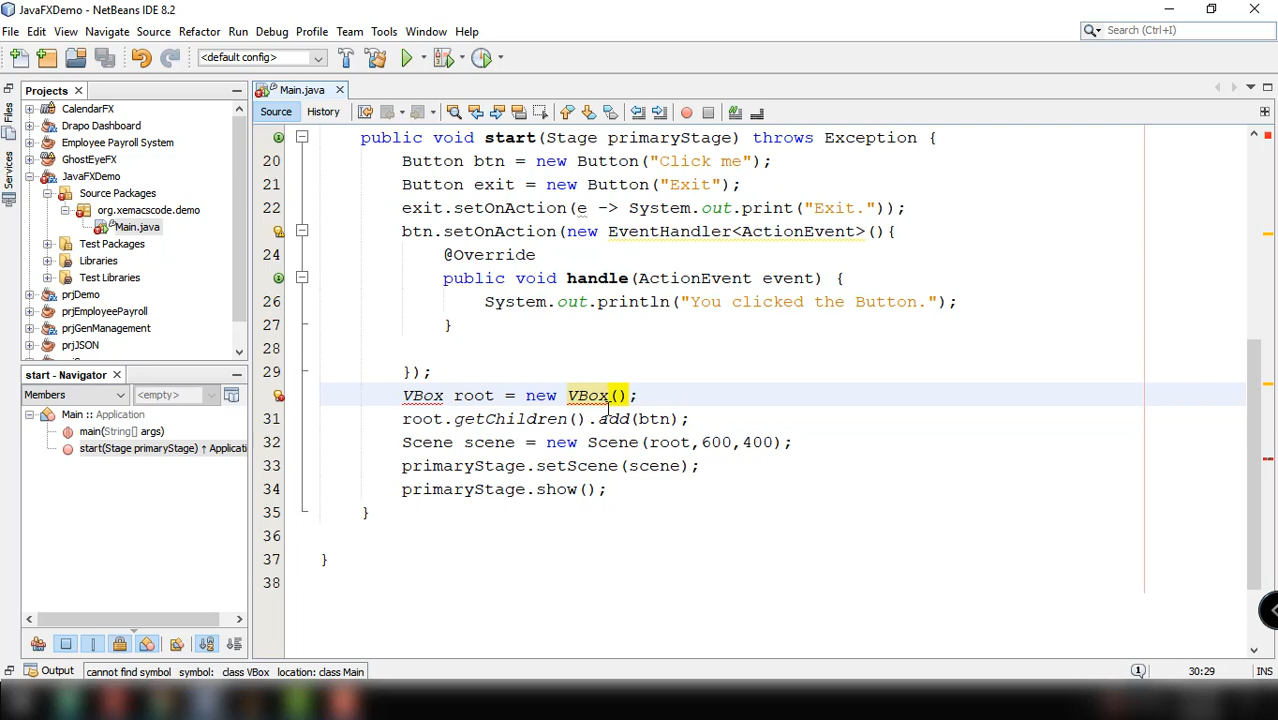 JavaFXDemo - NetBeans IDE 8.2
File Edit View Navigate Source Refactor Run Debug Profile Team Tools Window Help
Search (Ctrl+I)
<default config>
Projects
CalendarFX
Drapo Dashboard
Employee Payroll System
GhostEyeFX
JavaFXDemo
Source Packages
org.xemacscode.demo
Main.java
Test Packages
Libraries
Test Libraries
prjDemo
prjEmployeePayroll
prjGenManagement
prjJSON
Files
Services
start - Navigator
Members
<empty>
Main :: Application
main(String[] args)
start(Stage primaryStage) ↑ Applicatio
Main.java
Source History
public void start(Stage primaryStage) throws Exception {
20 Button btn = new Button("Click me");
21 Button exit = new Button("Exit");
22 exit.setOnAction(e -> System.out.print("Exit."));
btn.setOnAction(new EventHandler<ActionEvent>(){
24 @Override
public void handle(ActionEvent event) {
26 System.out.println("You clicked the Button.");
27 }
28
29 });
VBox root = new VBox();
31 root.getChildren().add(btn);
32 Scene scene = new Scene(root,600,400);
33 primaryStage.setScene(scene);
34 primaryStage.show();
35 }
36
37 }
38
Output
cannot find symbol symbol: class VBox location: class Main
1
30:29
INS